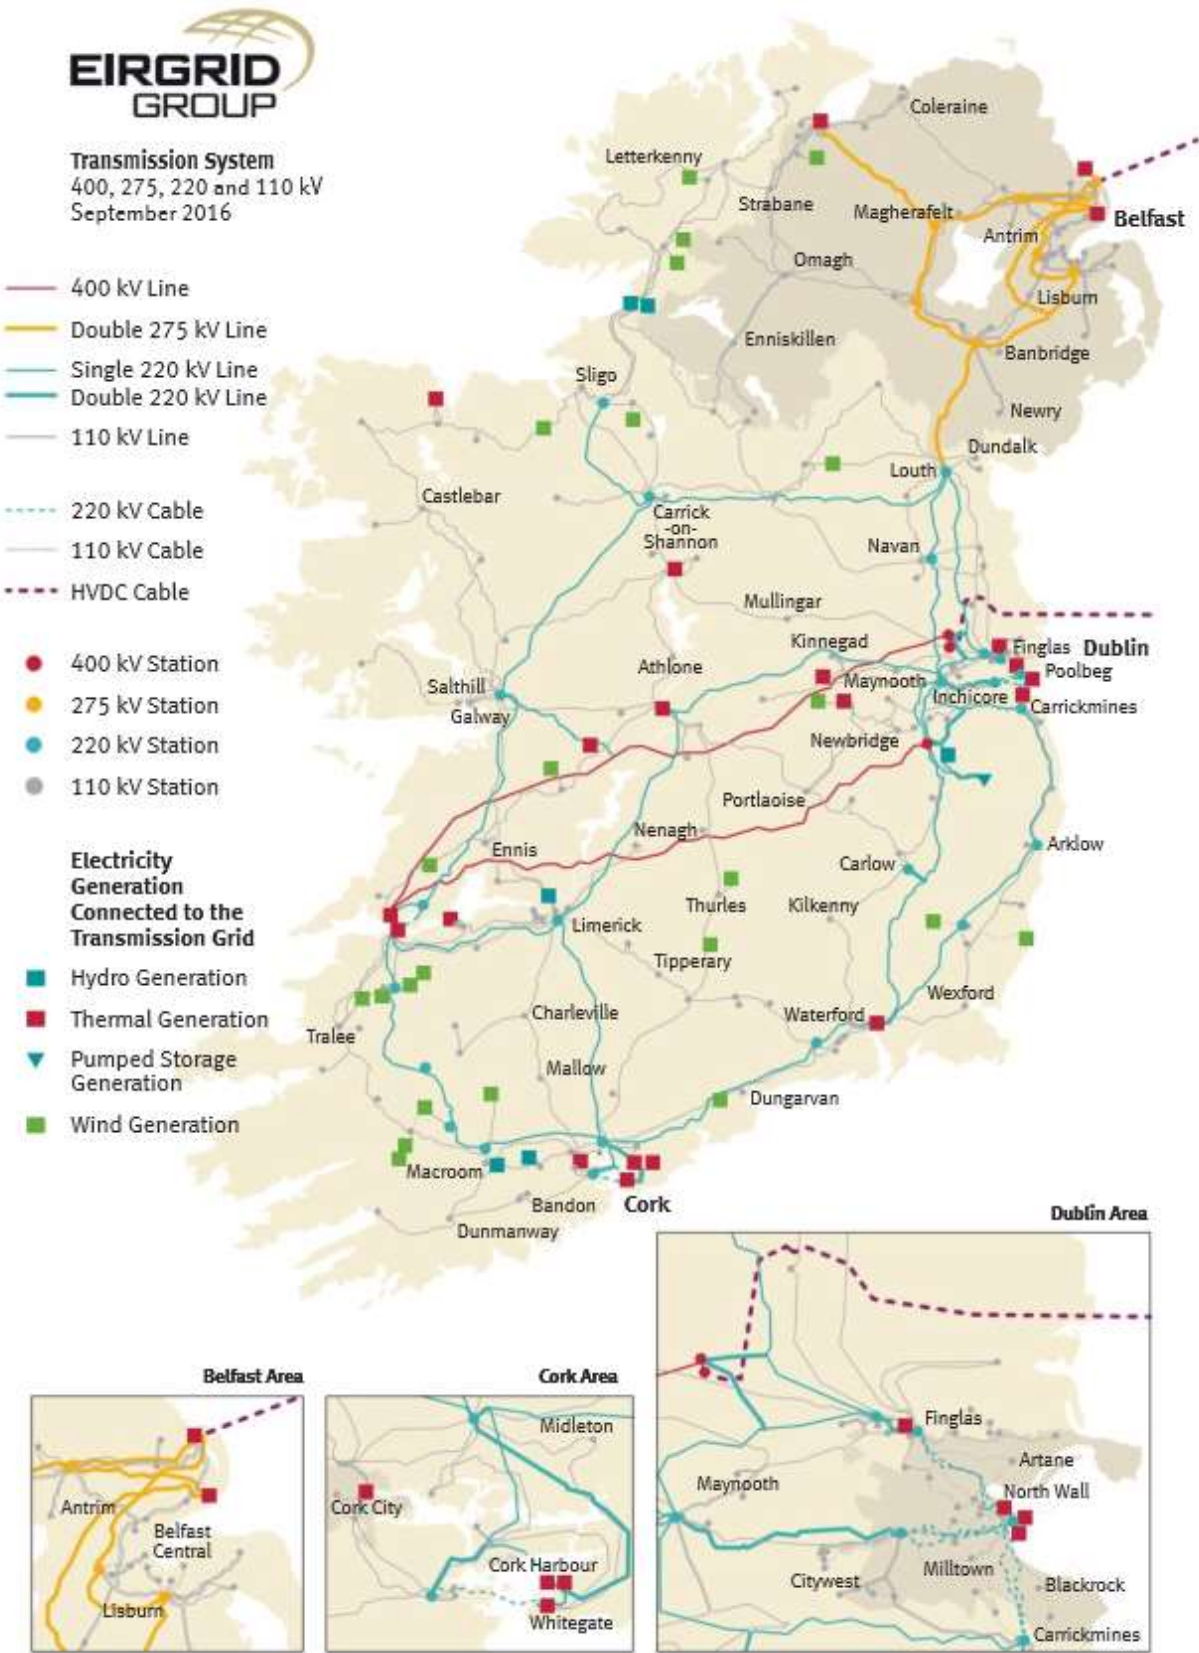 EIRGRID
GROUP
Transmission System
400, 275, 220 and 110 kV
September 2016
400 kV Line
Double 275 kV Line
Single 220 kV Line
Double 220 kV Line
110 kV Line
220 kV Cable
110 kV Cable
HVDC Cable
400 kV Station
275 kV Station
220 kV Station
110 kV Station
Electricity
Generation
Connected to the
Transmission Grid
Hydro Generation
Thermal Generation
Pumped Storage
Generation
Wind Generation
Coleraine
Letterkenny
Strabane
Magherafelt
Belfast
Antrim
Omagh
Lisburn
Enniskillen
Banbridge
Sligo
Newry
Dundalk
Louth
Castlebar
Carrick
-on-
Shannon
Navan
Mullingar
Kinnegad
Finglas
Dublin
Athlone
Poolbeg
Salthill
Maynooth
Inchicore
Galway
Carrickmines
Newbridge
Portlaoise
Nenagh
Ennis
Arklow
Carlow
Thurles
Kilkenny
Limerick
Tipperary
Wexford
Charleville
Waterford
Tralee
Mallow
Dungarvan
Macroom
Bandon
Cork
Dunmanway
Dublin Area
Finglas
Artane
Maynooth
North Wall
Milltown
Citywest
Blackrock
Carrickmines
Belfast Area
Antrim
Belfast
Central
Lisburn
Cork Area
Midleton
Cork City
Cork Harbour
Whitegate